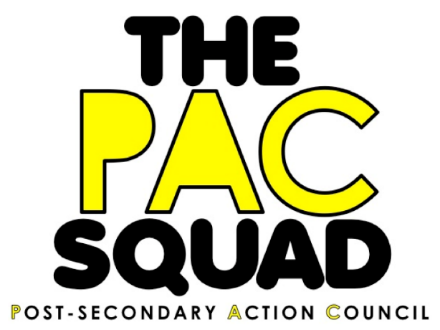 THE
PAC
SQUAD
POST-SECONDARY ACTION COUNCIL